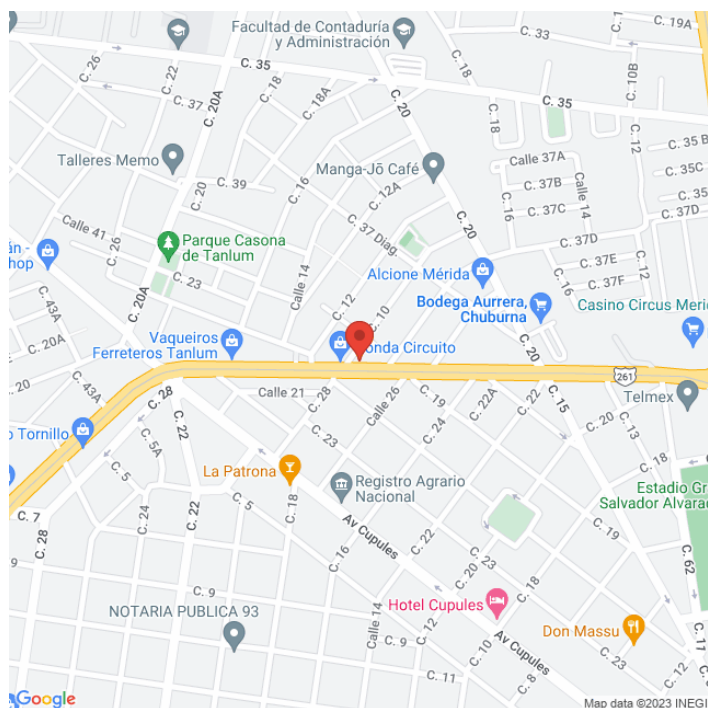 Facultad de Contaduría
y Administración
C. 33
C. 19A
C. 26
C. 22
C. 20A
C. 18
C. 35
C. 18A
C. 20
C. 18
C. 10B
C. 37
C. 35
C. 18
C. 12
C. 35 B
Talleres Memo
Manga-Jō Café
Calle 37A
C. 35C
C. 39
C. 20
C. 16
C. 12A
C. 37B
Calle 14
C. 35D
C. 37C
C. 20
C. 16
C. 37D
Calle 41
C. 37 Diag.
Parque Casona
de Tanlum
C. 26
C. 37D
án -
hop
C. 23
Calle 14
Alcione Mérida
C. 37E
C. 12
C. 37F
C. 16
C. 43A
C. 20A
C. 12
C. 10
Bodega Aurrera,
Chuburna
Casino Circus Meric
C. 20A
Vaqueiros
Ferreteros Tanlum
onda Circuito
C. 20
261
C. 43A
C. 28
Calle 21
C. 28
Calle 26
C. 19
C. 22A
C. 22
C. 15
Telmex
C. 20
C. 13
o Tornillo
C. 5A
C. 22
C. 23
C. 24
C. 18
La Patrona
C. 5
Registro Agrario
Nacional
Estadio Gr
Salvador Alvarad
C. 7
C. 24
C. 22
C. 18
C. 5
Av Cupules
C. 22
C. 19
C. 28
C. 16
C. 23
C. 20
C. 62
C. 9
C. 18
NOTARIA PUBLICA 93
Calle 14
C. 12
Hotel Cupules
C. 9
C. 10
Av Cupules
Don Massu
C. 11
C. 23
C. 12
C. 11
C. 8
Google
Map data ©2023 INEGI